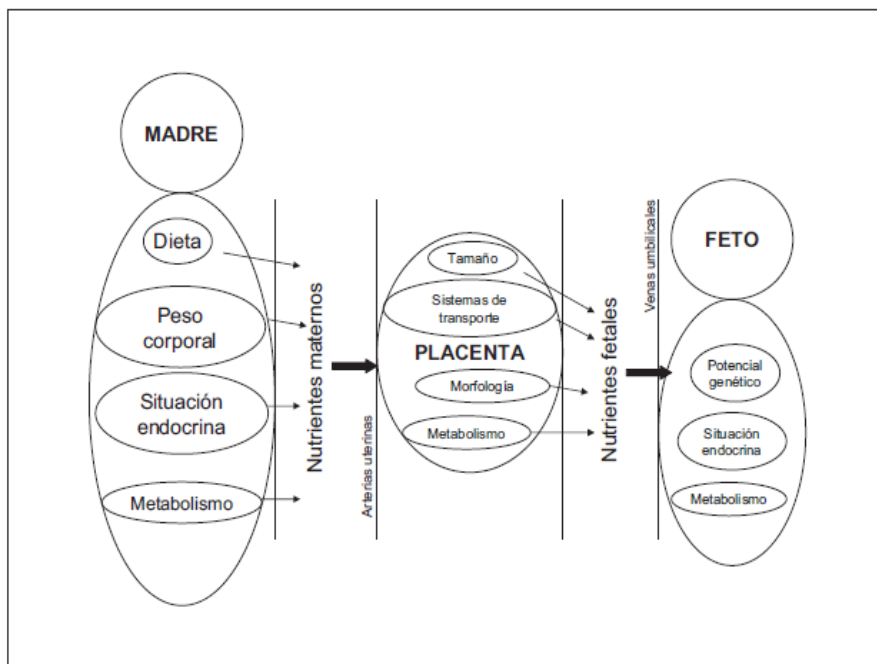 MADRE
Dieta
Peso
corporal
Situación
endocrina
Metabolismo
Nutrientes maternos
Arterias uterinas
Tamaño
Sistemas de
transporte
PLACENTA
Morfología
Metabolismo
Nutrientes fetales
Venas umbilicales
FETO
Potencial
genético
Situación
endocrina
Metabolismo